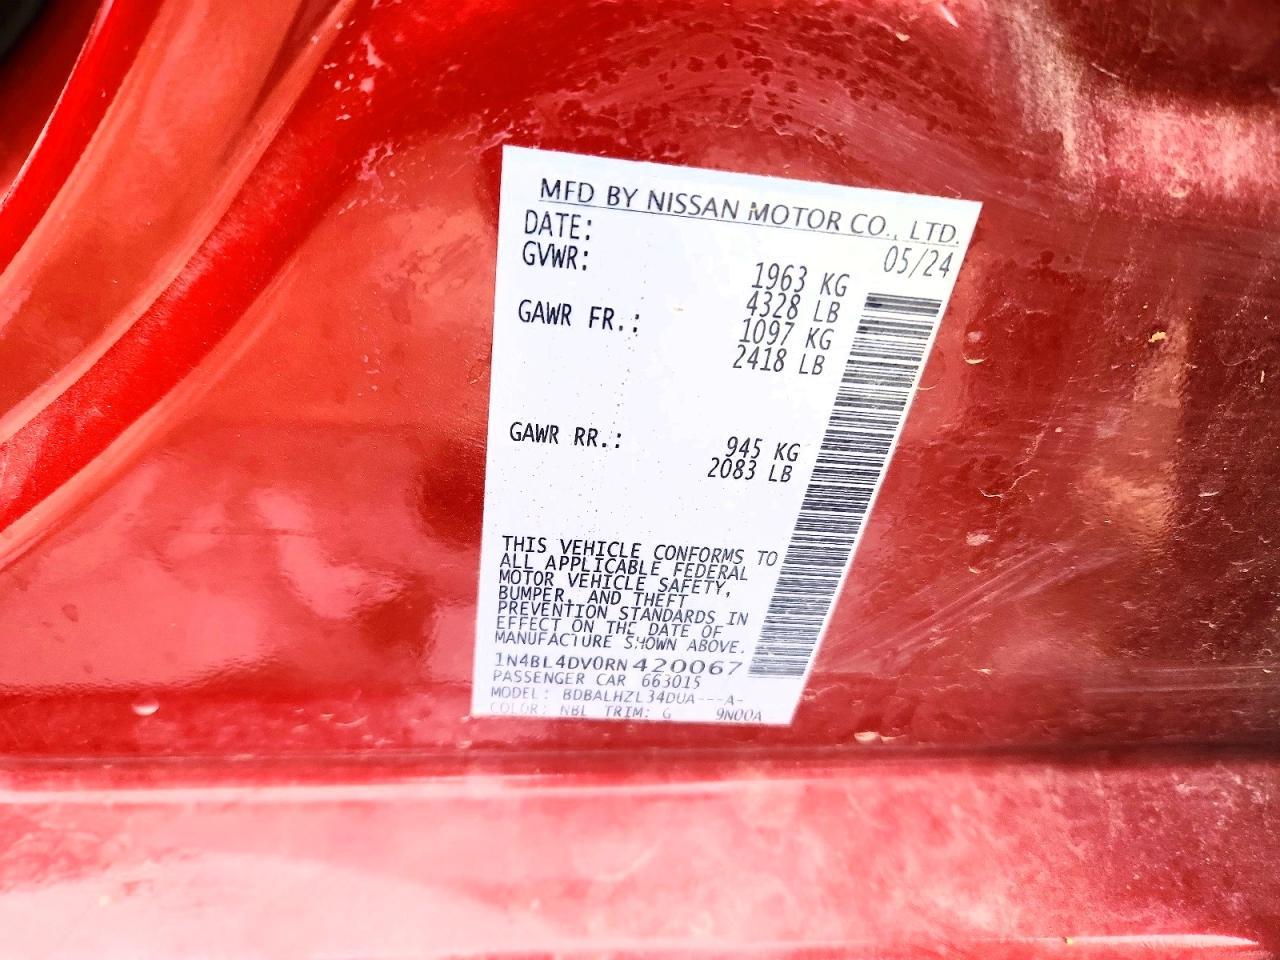 MFD BY NISSAN MOTOR CO., LTD.
DATE: 05/24
GVWR: 1963 KG
4328 LB
GAWR FR.: 1097 KG
2418 LB
GAWR RR.: 945 KG
2083 LB
THIS VEHICLE CONFORMS TO
ALL APPLICABLE FEDERAL
MOTOR VEHICLE SAFETY,
BUMPER, AND THEFT
PREVENTION STANDARDS IN
EFFECT ON THE DATE OF
MANUFACTURE SHOWN ABOVE.
1N4BL4DV0RN420067
PASSENGER CAR 663015
MODEL: BDBALHZL34DUA---A-
COLOR: NBL TRIM: G 9N00A